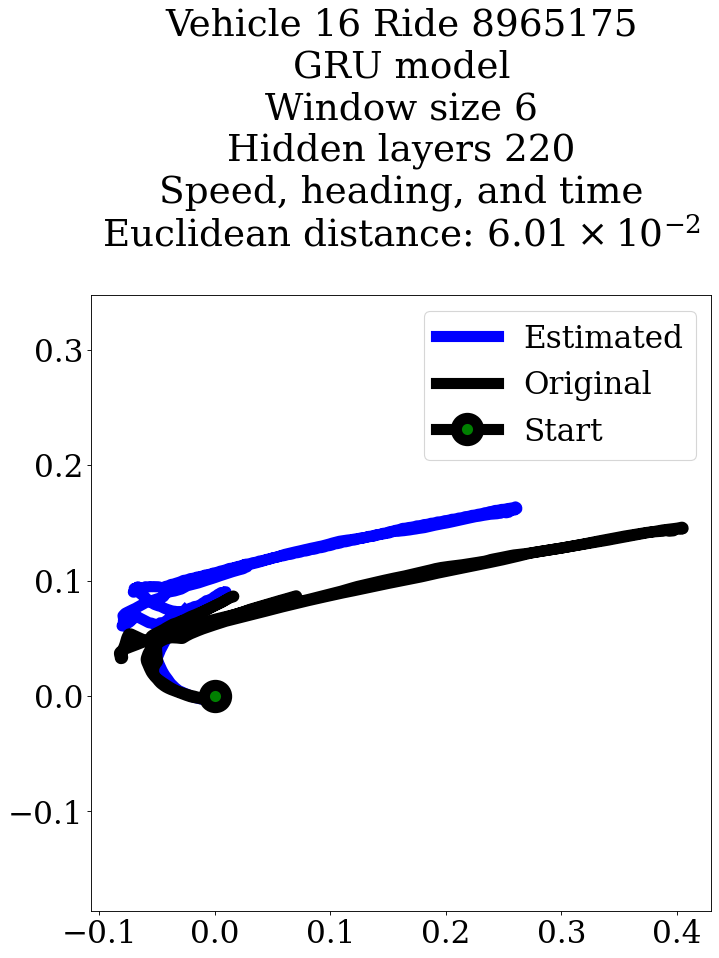 Vehicle 16 Ride 8965175
GRU model
Window size 6
Hidden layers 220
Speed, heading, and time
Euclidean distance: 6.01 × 10⁻²
Estimated
Original
Start
0.3
0.2
0.1
0.0
−0.1
−0.1 0.0 0.1 0.2 0.3 0.4